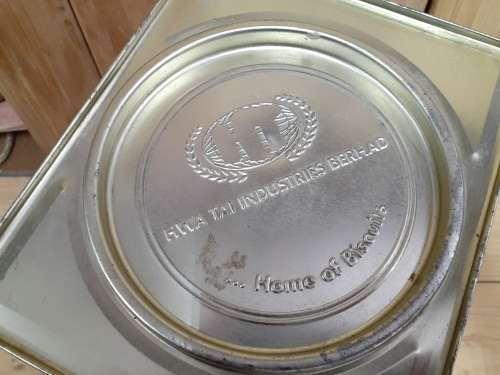 HWA TAI INDUSTRIES BERHAD
... Home of Biscuits